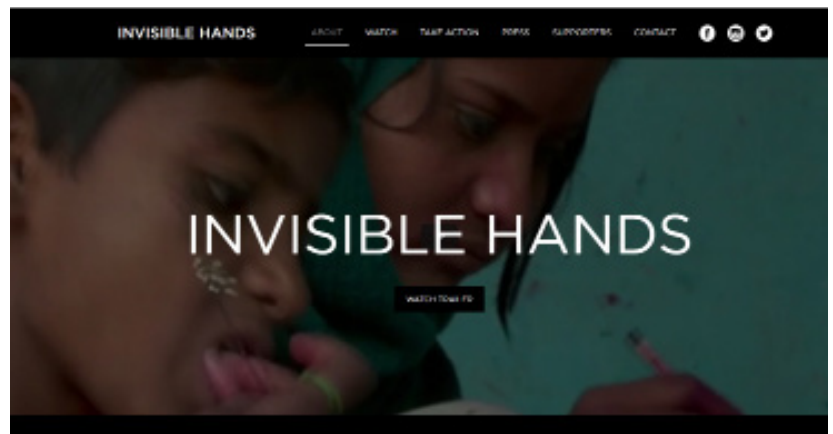 INVISIBLE HANDS ABOUT WATCH TAKE ACTION PRESS SUPPORTERS CONTACT
INVISIBLE HANDS
WATCH TRAILER